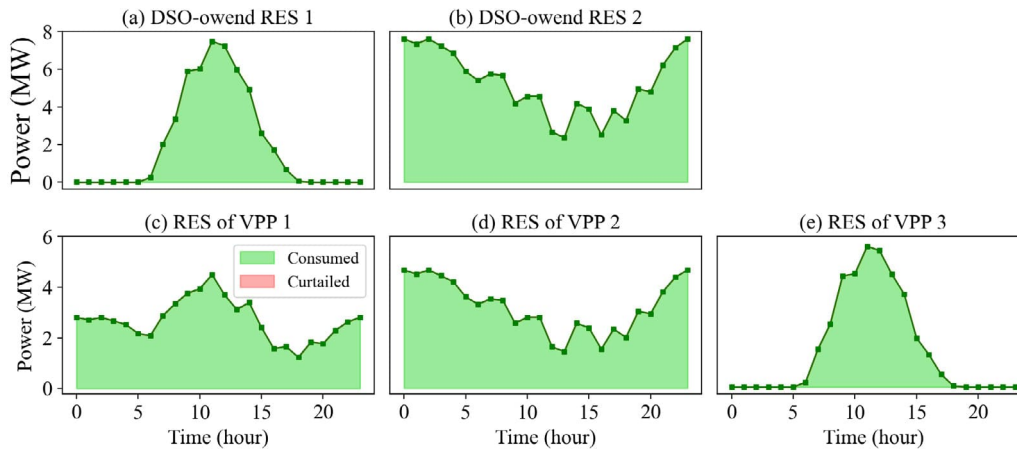 (a) DSO-owend RES 1
(b) DSO-owend RES 2
Power (MW)
8
6
4
2
0
(c) RES of VPP 1
(d) RES of VPP 2
(e) RES of VPP 3
Power (MW)
6
4
2
0
Consumed
Curtailed
0 5 10 15 20
0 5 10 15 20
0 5 10 15 20
Time (hour)
Time (hour)
Time (hour)